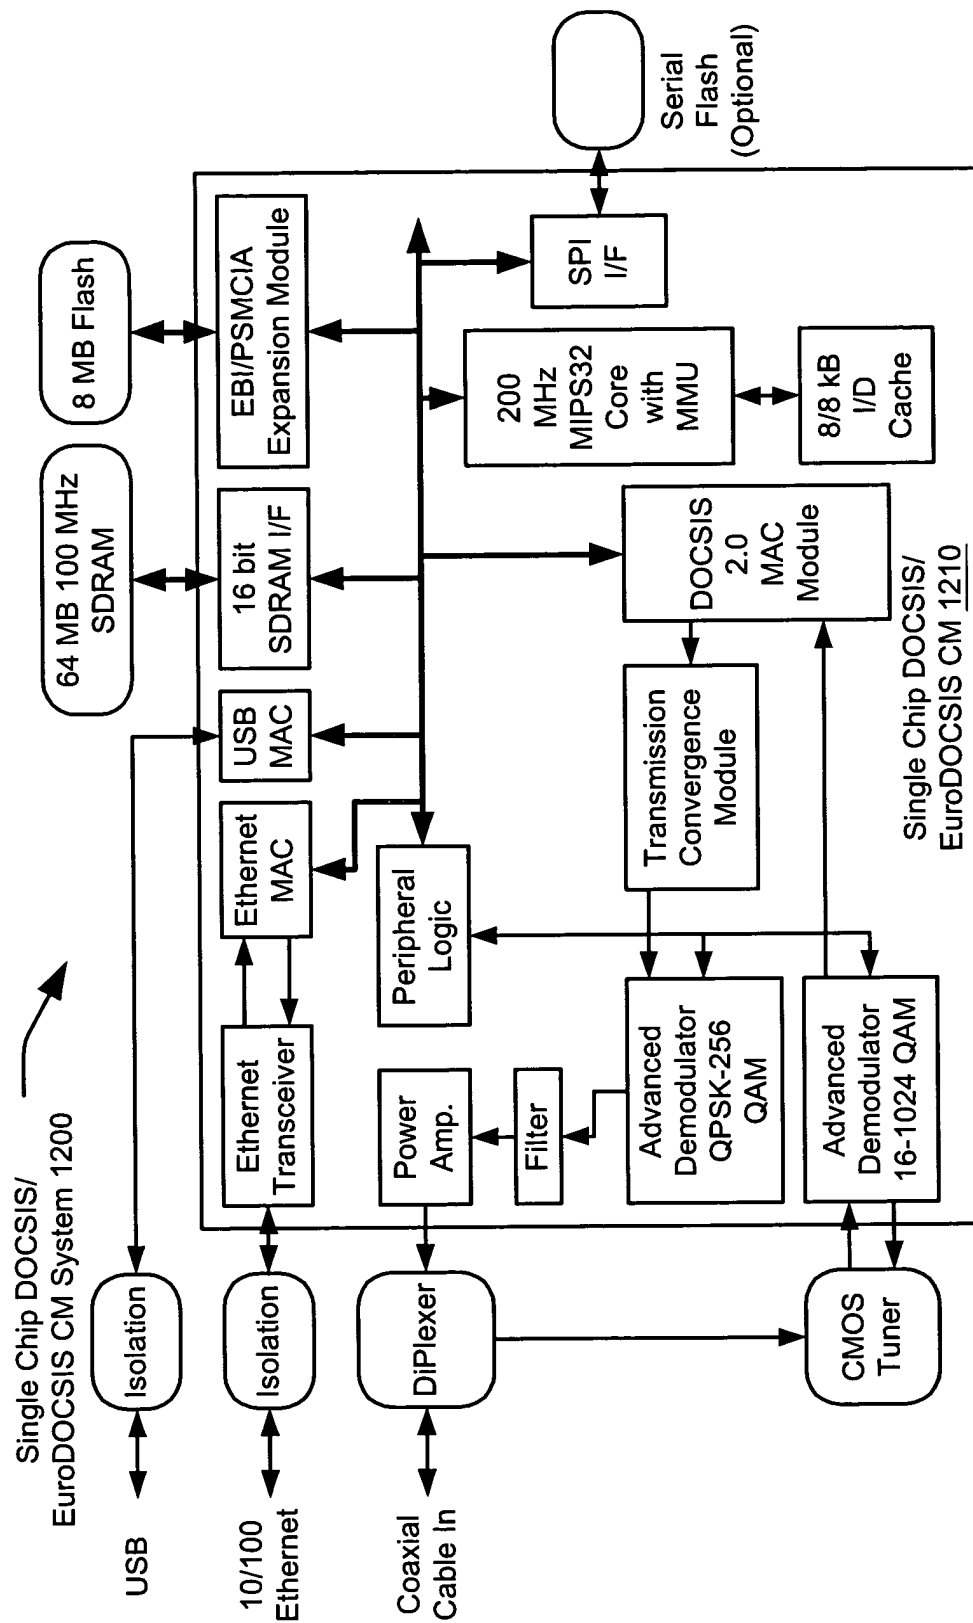 Single Chip DOCSIS/
EuroDOCSIS CM System 1200
USB
Isolation
10/100
Ethernet
Isolation
Coaxial
Cable In
DiPlexer
CMOS
Tuner
64 MB 100 MHz
SDRAM
8 MB Flash
Ethernet
Transceiver
Ethernet
MAC
USB
MAC
16 bit
SDRAM I/F
EBI/PSMCIA
Expansion Module
Power
Amp.
Peripheral
Logic
Filter
200
MHz
MIPS32
Core
with
MMU
SPI
I/F
Serial
Flash
(Optional)
Advanced
Demodulator
QPSK-256
QAM
Transmission
Convergence
Module
DOCSIS
2.0
MAC
Module
8/8 kB
I/D
Cache
Advanced
Demodulator
16-1024 QAM
Single Chip DOCSIS/
EuroDOCSIS CM 1210